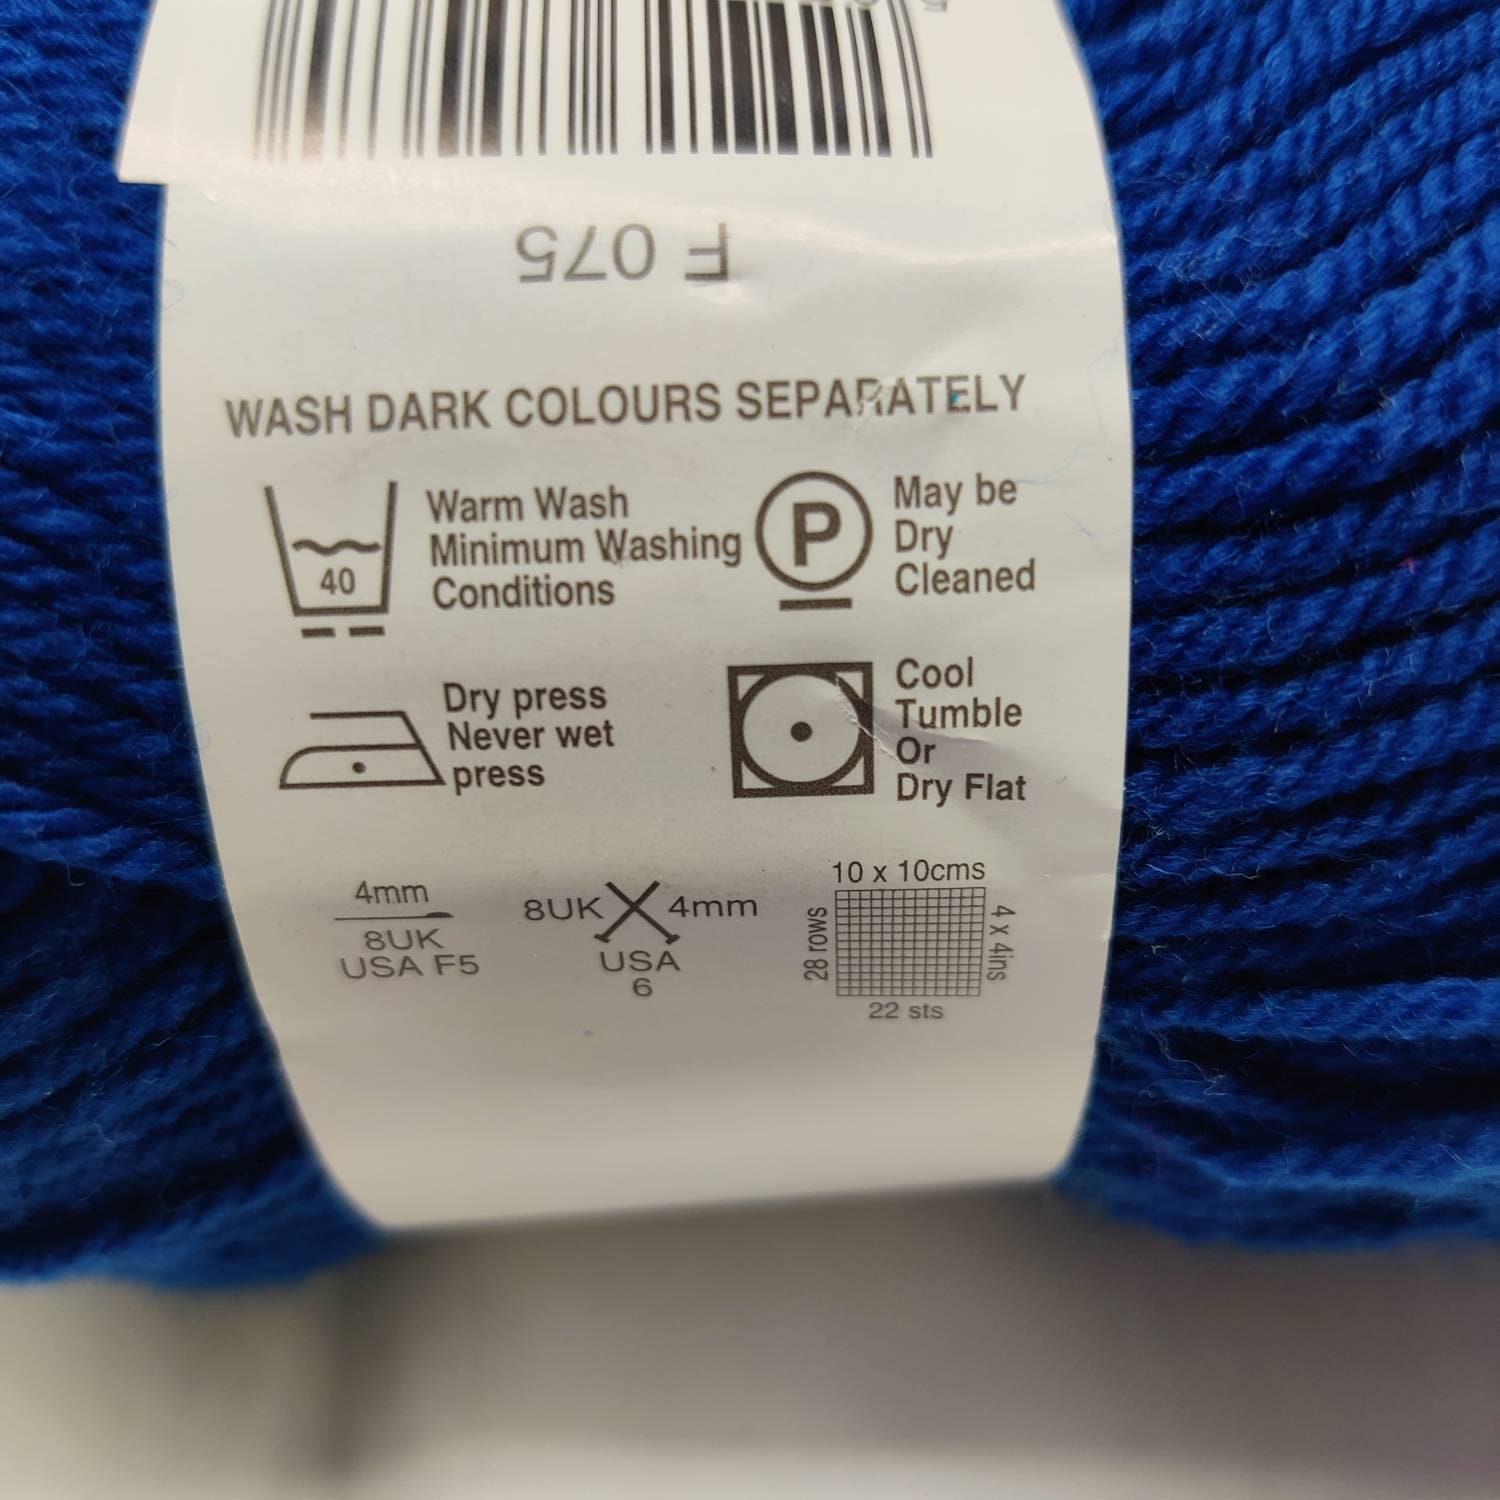 F 075
WASH DARK COLOURS SEPARATELY
40
Warm Wash
Minimum Washing
Conditions
P
May be
Dry
Cleaned
Dry press
Never wet
press
Cool
Tumble
Or
Dry Flat
4mm
8UK
USA F5
8UK 4mm
USA
6
10 x 10cms
28 rows
4 x 4ins
22 sts